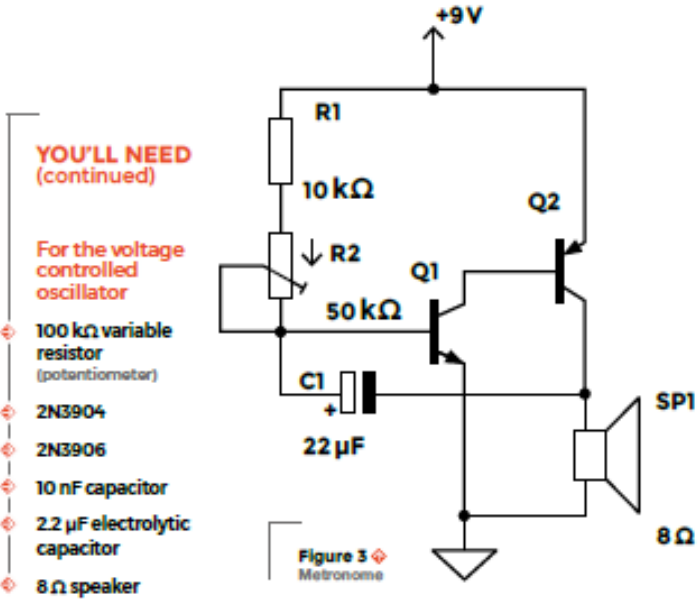 +9 V
R1
10 kΩ
R2
50 kΩ
Q1
Q2
C1
+
22 µF
SP1
8 Ω
Figure 3
Metronome
YOU'LL NEED
(continued)
For the voltage
controlled
oscillator
100 kΩ variable
resistor
(potentiometer)
2N3904
2N3906
10 nF capacitor
2.2 µF electrolytic
capacitor
8 Ω speaker